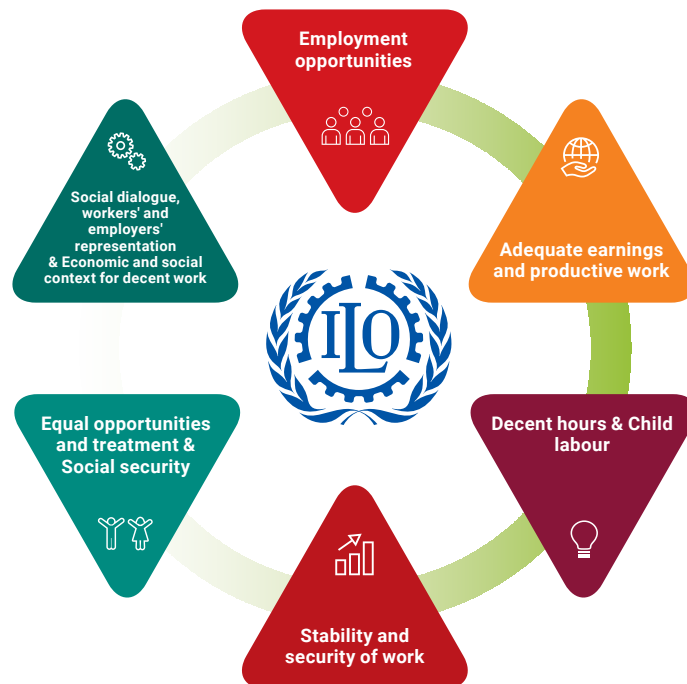 Employment
opportunities
Adequate earnings
and productive work
Decent hours & Child
labour
Stability and
security of work
Equal opportunities
and treatment &
Social security
Social dialogue,
workers' and
employers'
representation
& Economic and social
context for decent work
ILO